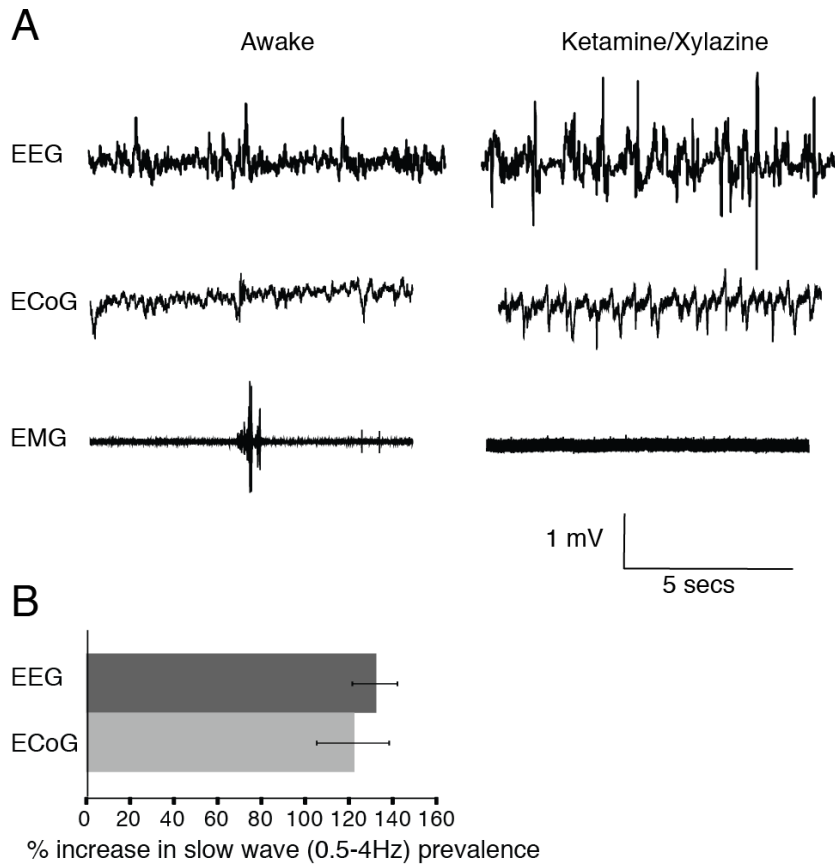 A
Awake Ketamine/Xylazine
EEG
ECoG
EMG
1 mV
5 secs
B
EEG
ECoG
0 20 40 60 80 100 120 140 160
% increase in slow wave (0.5-4Hz) prevalence